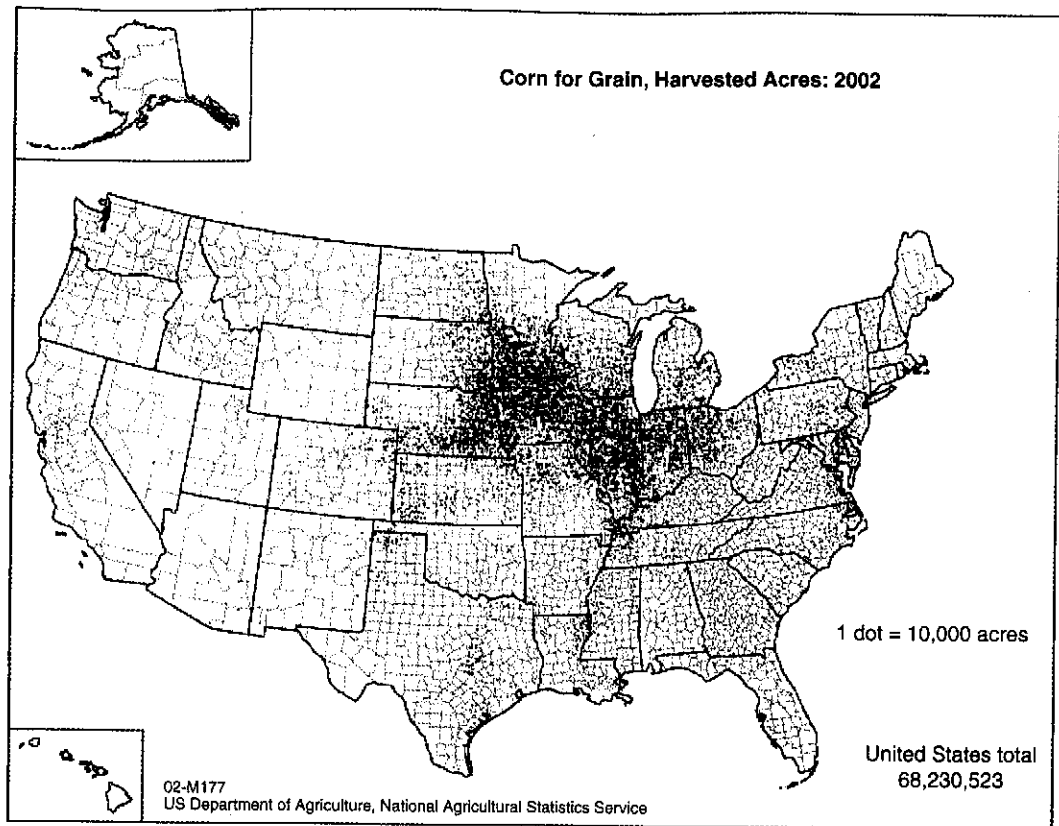 Corn for Grain, Harvested Acres: 2002
1 dot = 10,000 acres
United States total
68,230,523
02-M177
US Department of Agriculture, National Agricultural Statistics Service